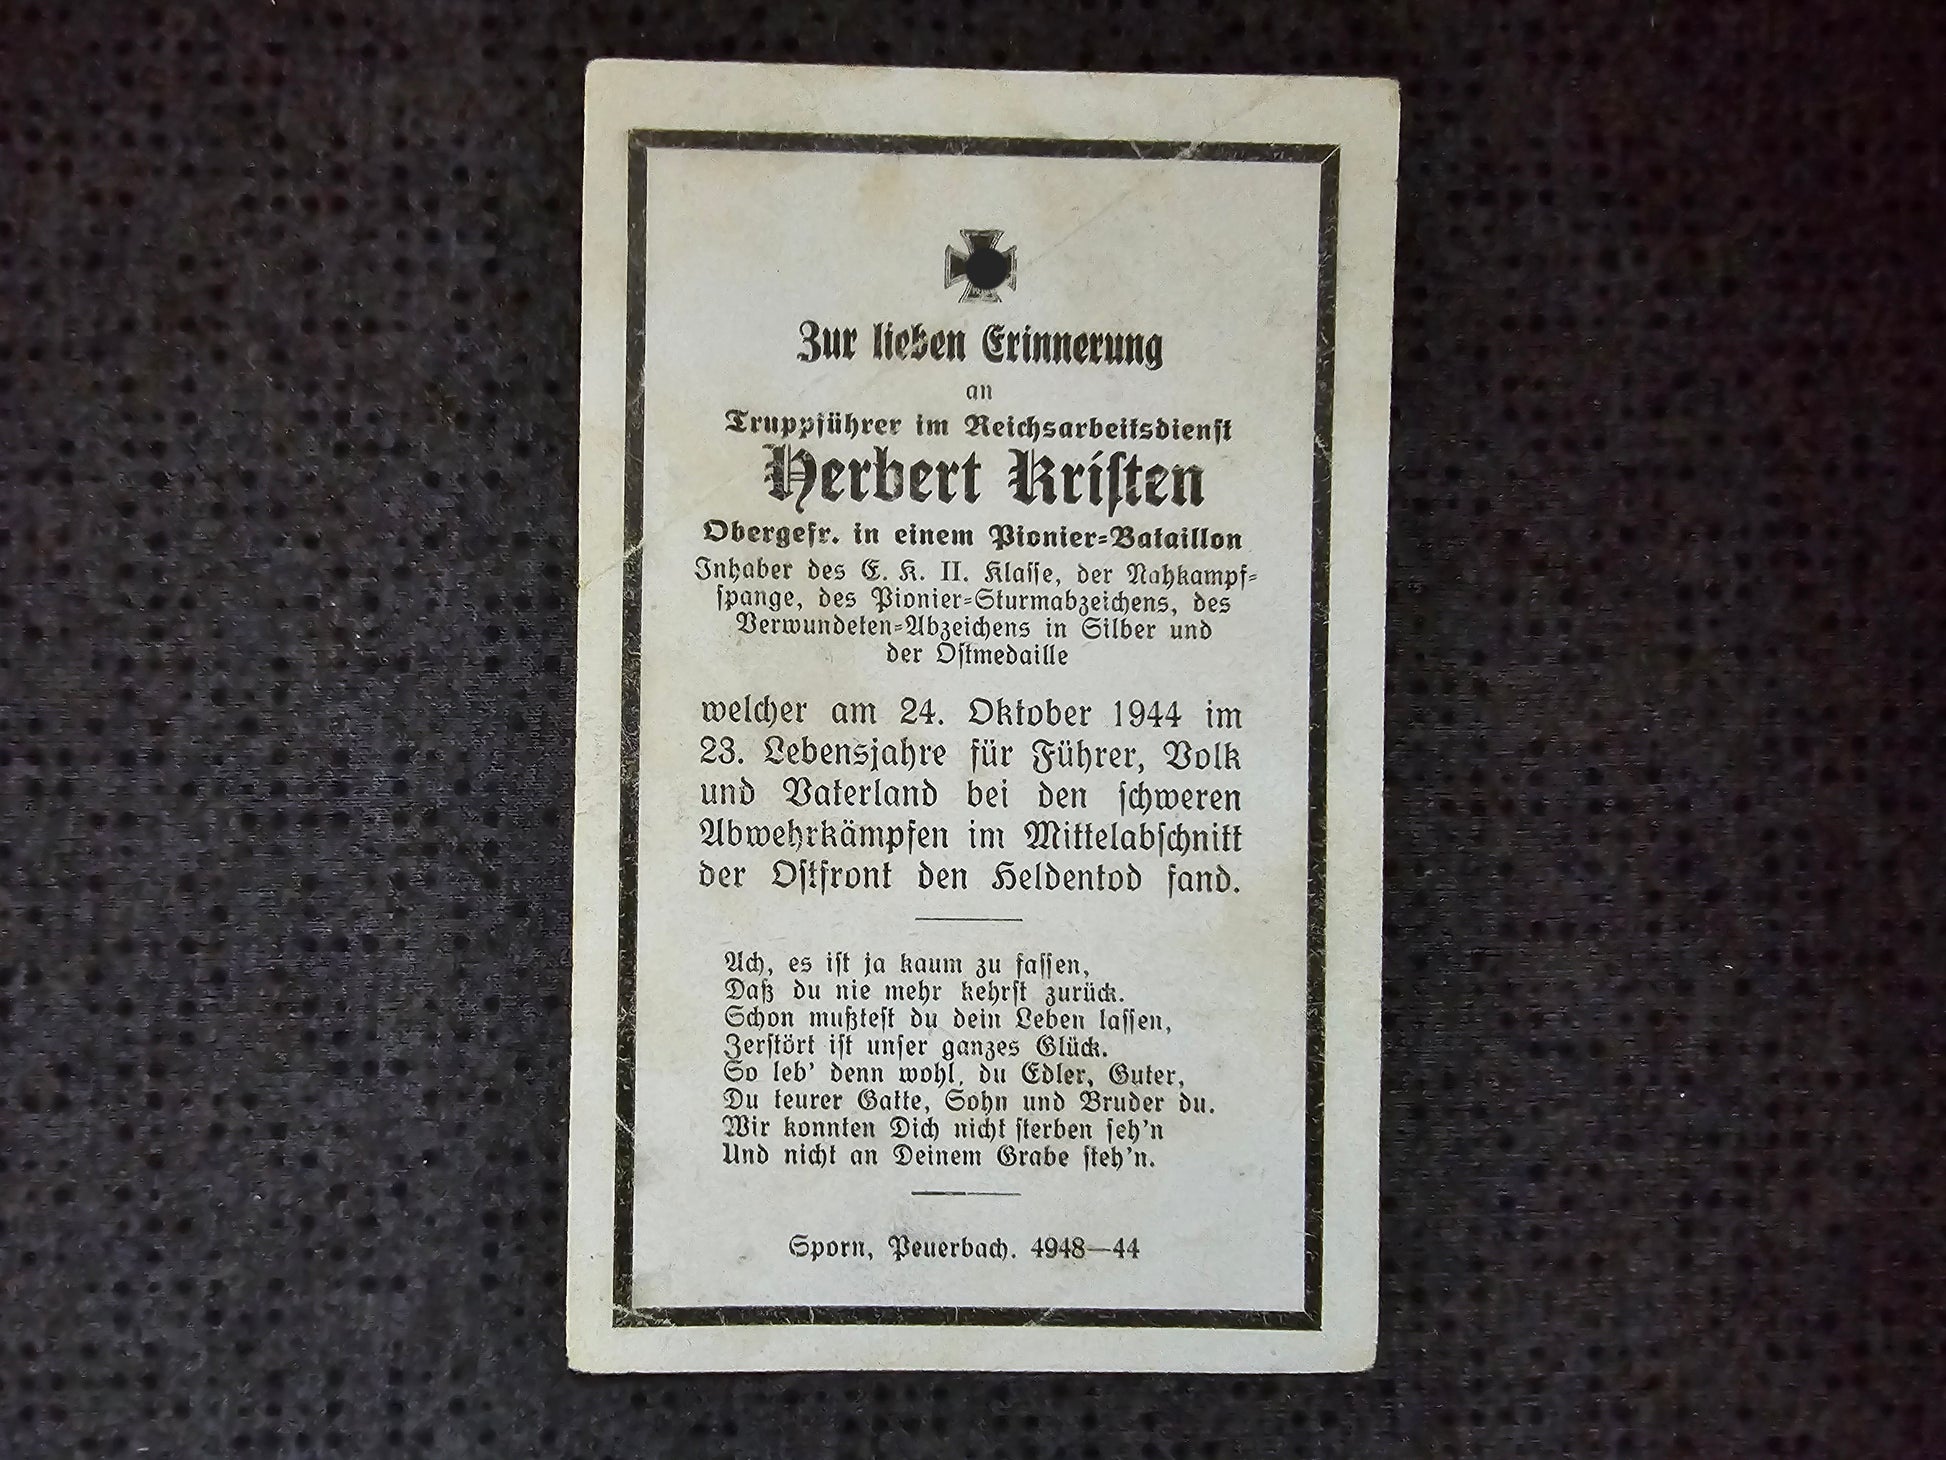 Zur lieben Erinnerung
an
Truppführer im Reichsarbeitsdienst
Herbert Kristen
Obergefr. in einem Pionier-Bataillon
Inhaber des E. K. II. Klasse, der Nahkampf-
spange, des Pionier-Sturmabzeichens, des
Verwundeten-Abzeichens in Silber und
der Ostmedaille
welcher am 24. Oktober 1944 im
23. Lebensjahre für Führer, Volk
und Vaterland bei den schweren
Abwehrkämpfen im Mittelabschnitt
der Ostfront den Heldentod fand.
Ach, es ist ja kaum zu fassen,
Daß du nie mehr kehrst zurück.
Schon mußtest du dein Leben lassen,
Zerstört ist unser ganzes Glück.
So leb' denn wohl, du Edler, Guter,
Du teurer Gatte, Sohn und Bruder du.
Wir konnten Dich nicht sterben seh'n
Und nicht an Deinem Grabe steh'n.
Sporn, Peuerbach. 4948—44